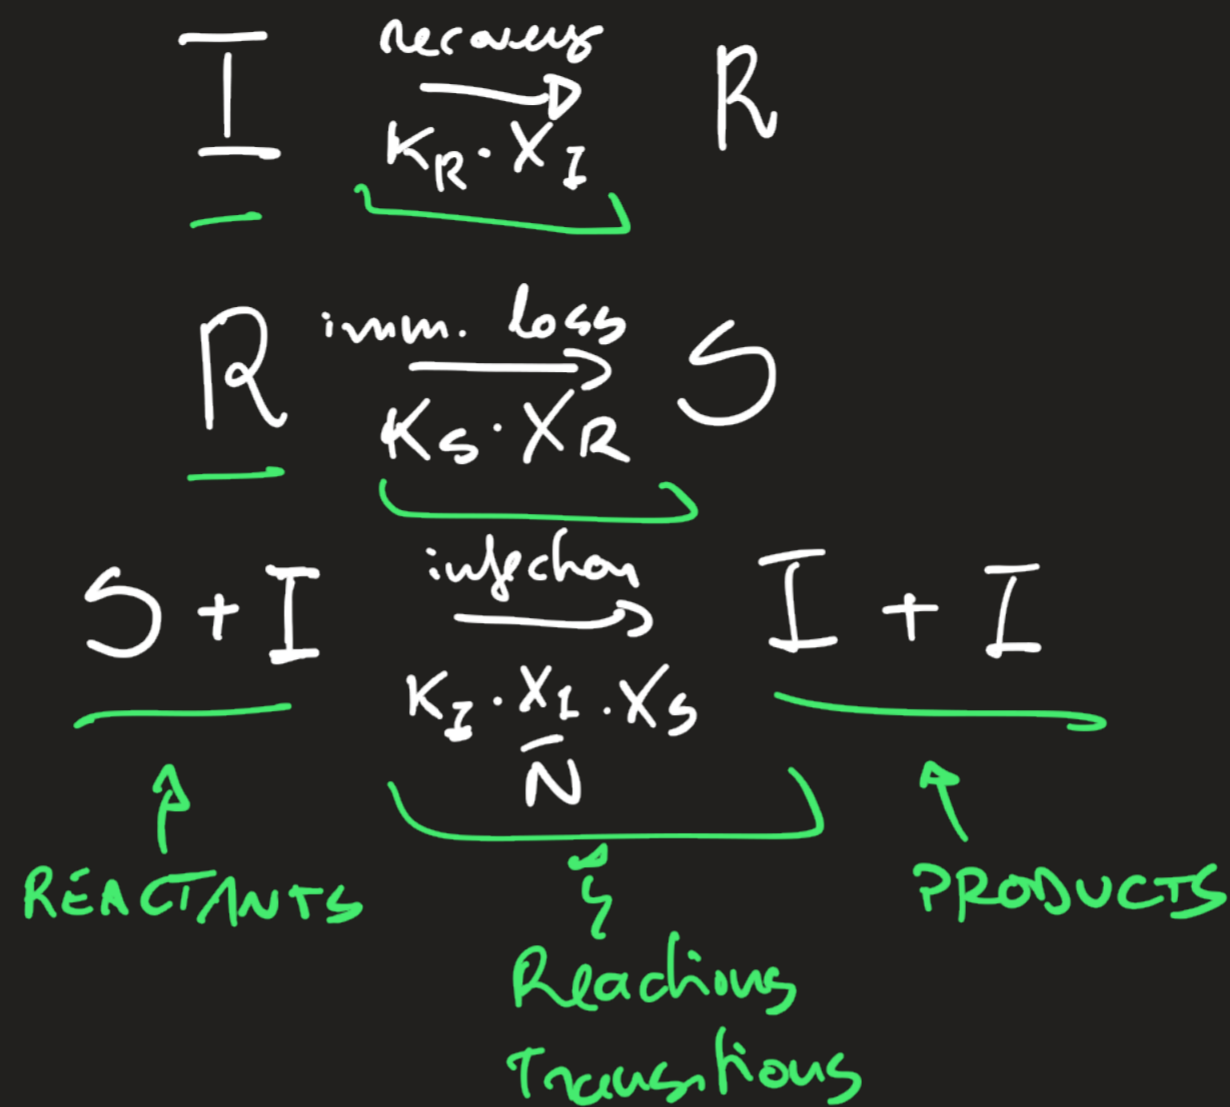 I recovery R
K_R · X_I
R imm. loss S
K_S · X_R
S + I infection I + I
K_I · X_I · X_S
N
REACTANTS PRODUCTS
Reactions
Transitions